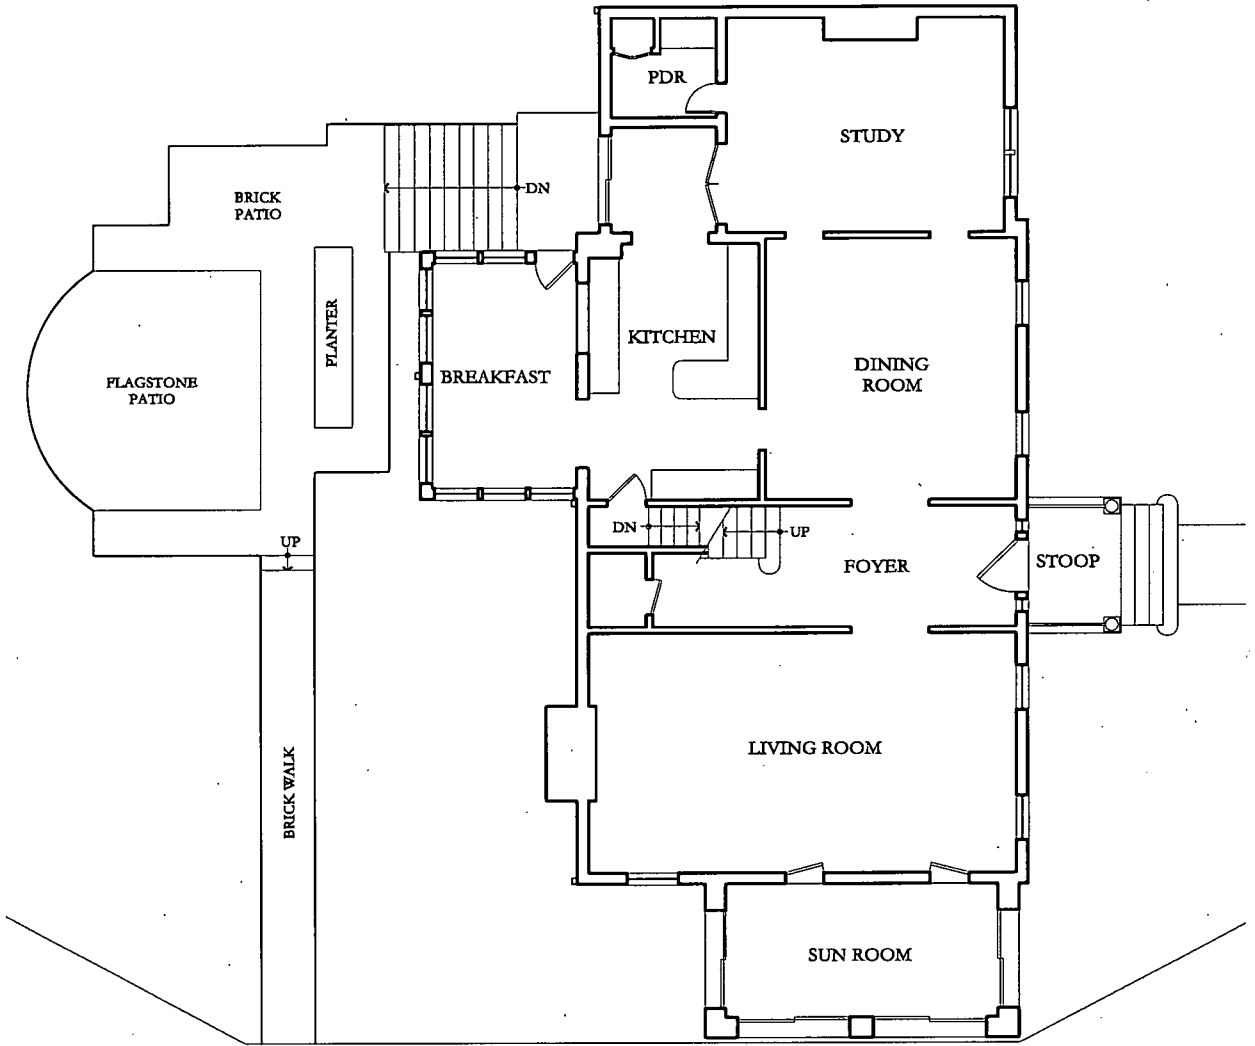 PDR
STUDY
DN
BRICK
PATIO
PLANTER
KITCHEN
DINING
ROOM
BREAKFAST
FLAGSTONE
PATIO
DN
UP
UP
FOYER
STOOP
LIVING ROOM
BRICK WALK
SUN ROOM